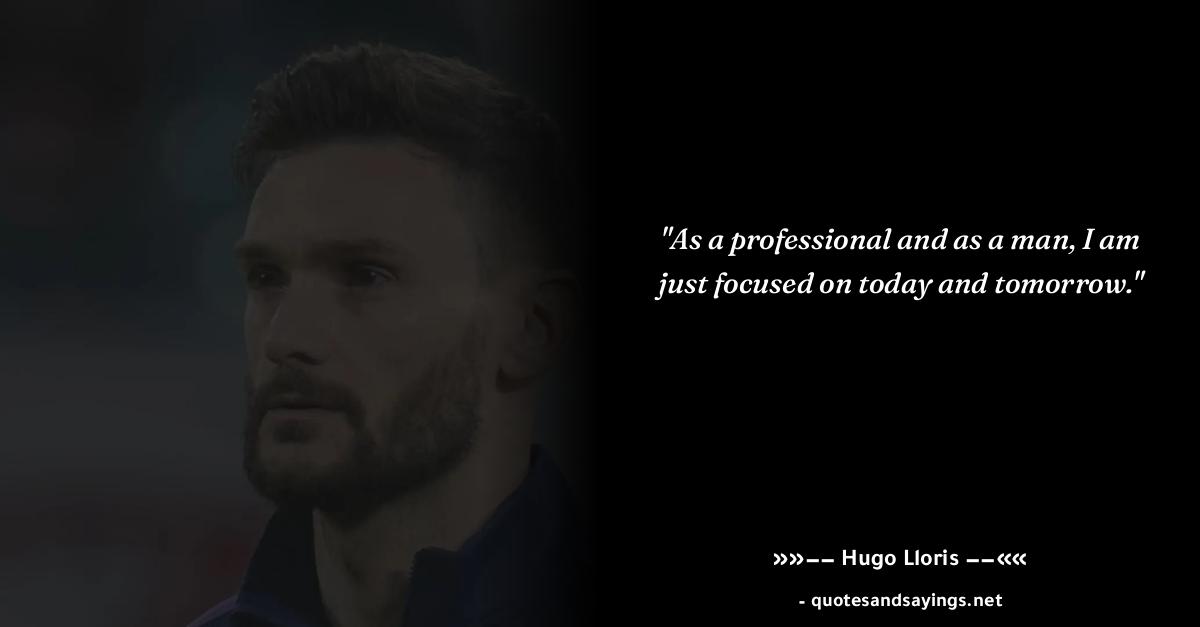 "As a professional and as a man, I am
just focused on today and tomorrow."
»»−− Hugo Lloris −−««
- quotesandsayings.net